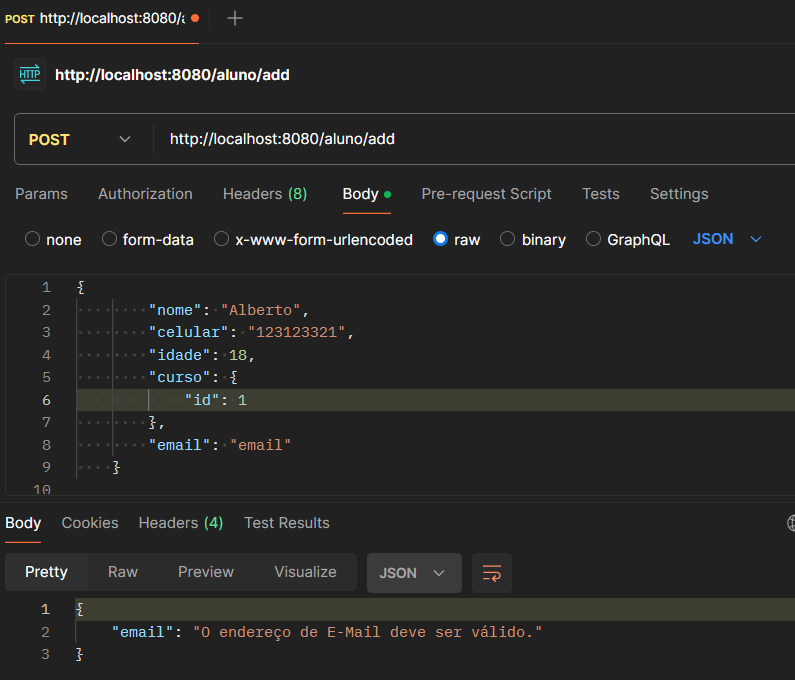 POST http://localhost:8080/a
HTTP http://localhost:8080/aluno/add
POST http://localhost:8080/aluno/add
Params Authorization Headers (8) Body Pre-request Script Tests Settings
none form-data x-www-form-urlencoded raw binary GraphQL JSON
1 {
2 "nome": "Alberto",
3 "celular": "123123321",
4 "idade": 18,
5 "curso": {
6 "id": 1
7 },
8 "email": "email"
9 }
10
Body Cookies Headers (4) Test Results
Pretty Raw Preview Visualize JSON
1 {
2 "email": "O endereço de E-Mail deve ser válido."
3 }